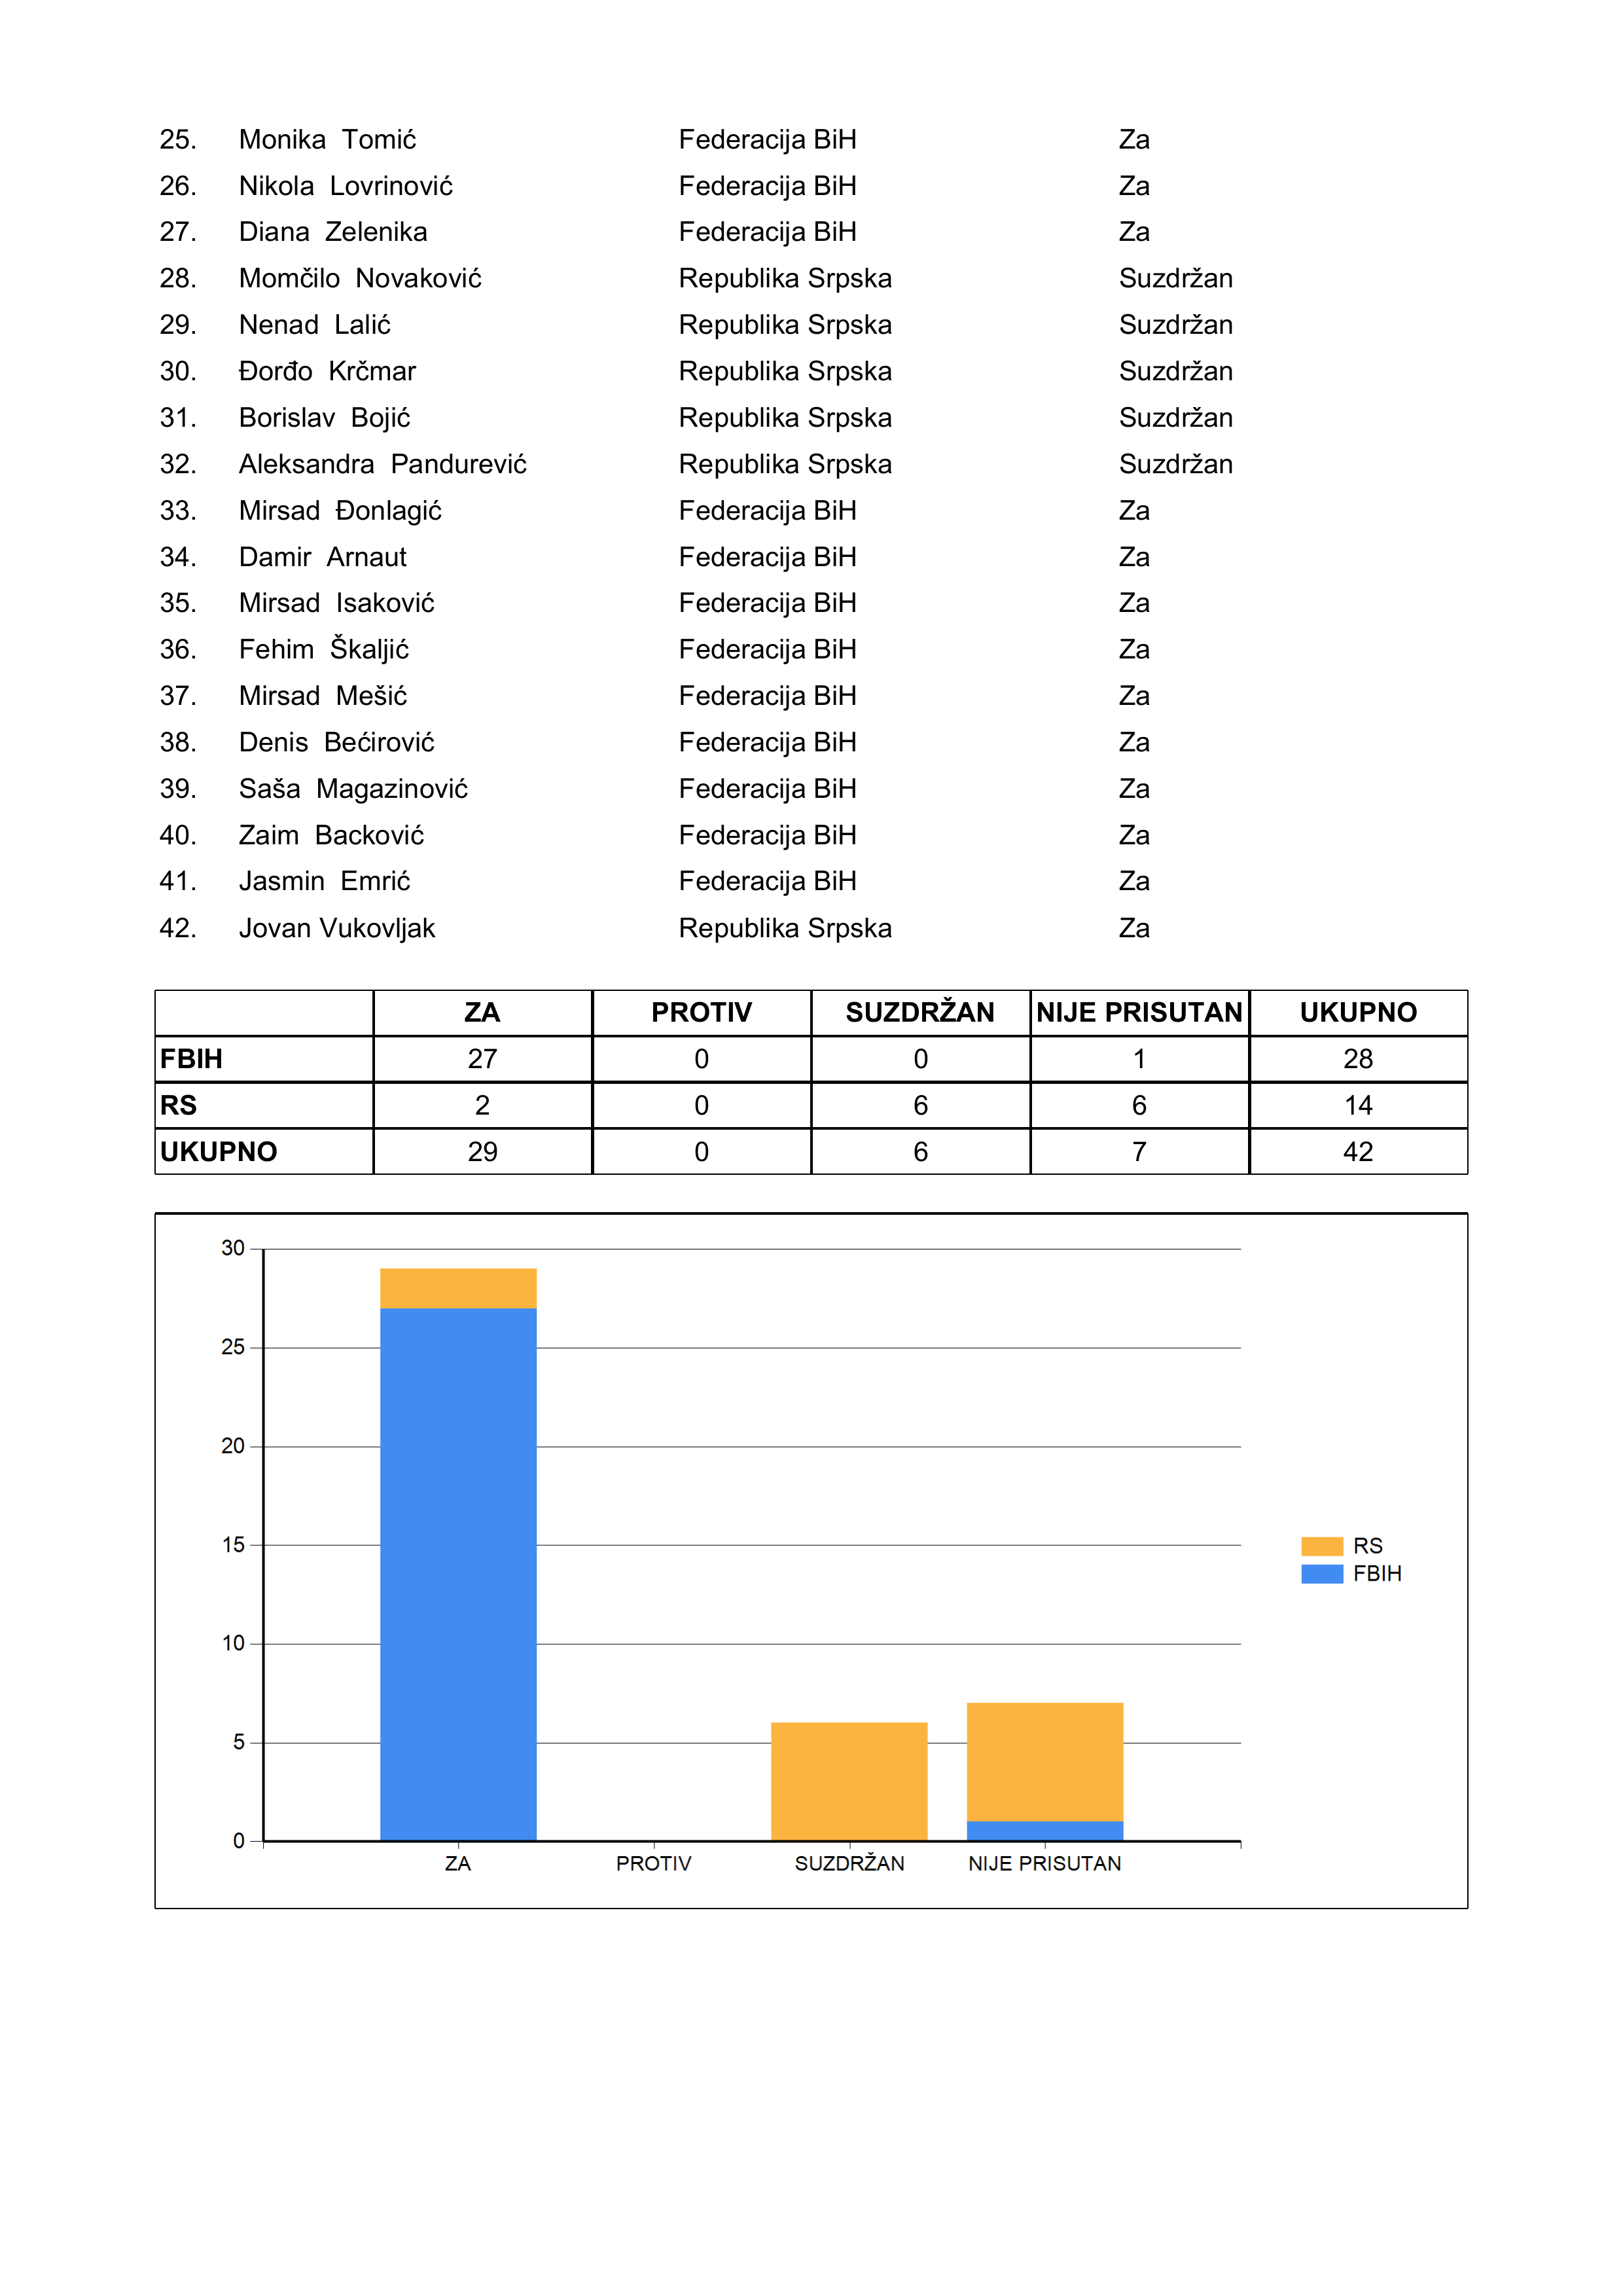 25. Monika Tomić Federacija BiH Za
26. Nikola Lovrinović Federacija BiH Za
27. Diana Zelenika Federacija BiH Za
28. Momčilo Novaković Republika Srpska Suzdržan
29. Nenad Lalić Republika Srpska Suzdržan
30. Đorđo Krčmar Republika Srpska Suzdržan
31. Borislav Bojić Republika Srpska Suzdržan
32. Aleksandra Pandurević Republika Srpska Suzdržan
33. Mirsad Đonlagić Federacija BiH Za
34. Damir Arnaut Federacija BiH Za
35. Mirsad Isaković Federacija BiH Za
36. Fehim Škaljić Federacija BiH Za
37. Mirsad Mešić Federacija BiH Za
38. Denis Bećirović Federacija BiH Za
39. Saša Magazinović Federacija BiH Za
40. Zaim Backović Federacija BiH Za
41. Jasmin Emrić Federacija BiH Za
42. Jovan Vukovljak Republika Srpska Za
ZA PROTIV SUZDRŽAN NIJE PRISUTAN UKUPNO
FBIH 27 0 0 1 28
RS 2 0 6 6 14
UKUPNO 29 0 6 7 42
30
25
20
15
10
5
0
ZA PROTIV SUZDRŽAN NIJE PRISUTAN
RS
FBIH